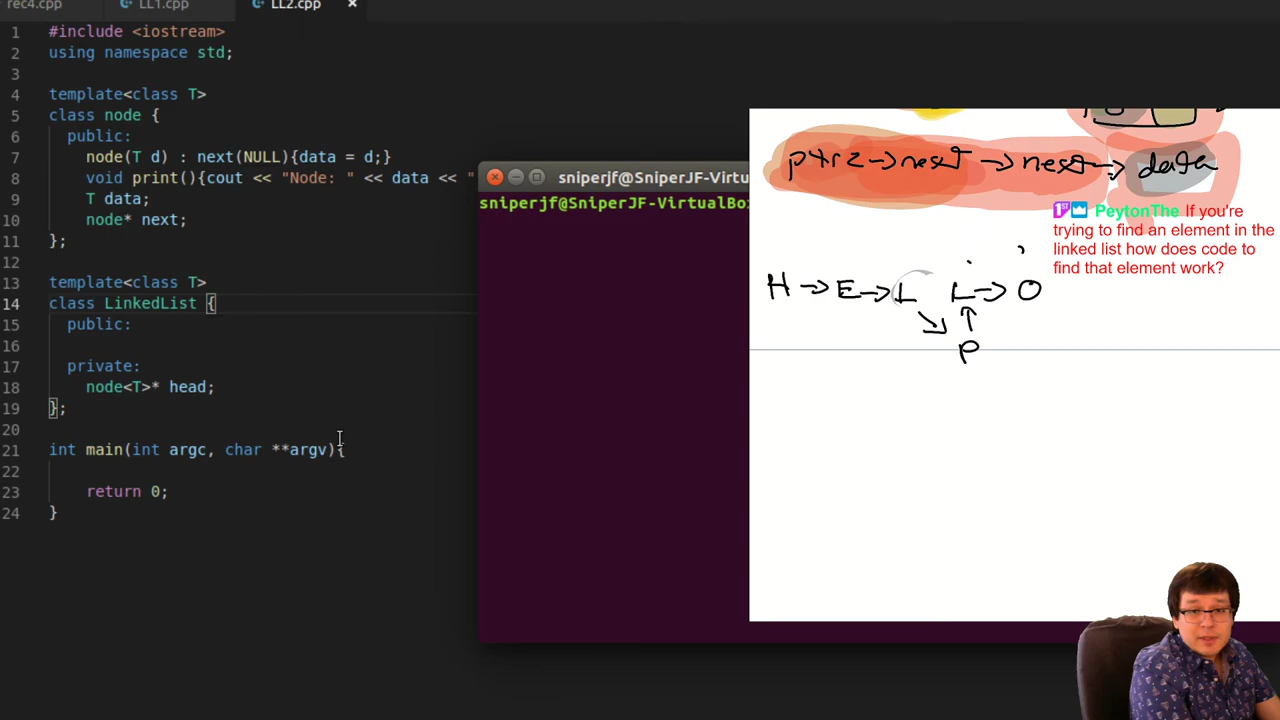 rec4.cpp
LL1.cpp
LL2.cpp
1 #include <iostream>
2 using namespace std;
3
4 template<class T>
5 class node {
6 public:
7 node(T d) : next(NULL){data = d;}
8 void print(){cout << "Node: " << data << "
9 T data;
10 node* next;
11 };
12
13 template<class T>
14 class LinkedList {
15 public:
16
17 private:
18 node<T>* head;
19 };
20
21 int main(int argc, char **argv){
22
23 return 0;
24 }
sniperjf@SniperJF-Virtu
sniperjf@SniperJF-VirtualBo
ptr2→next→next→data
PeytonThe If you're
trying to find an element in the
linked list how does code to
find that element work?
H→E→L L→O
P